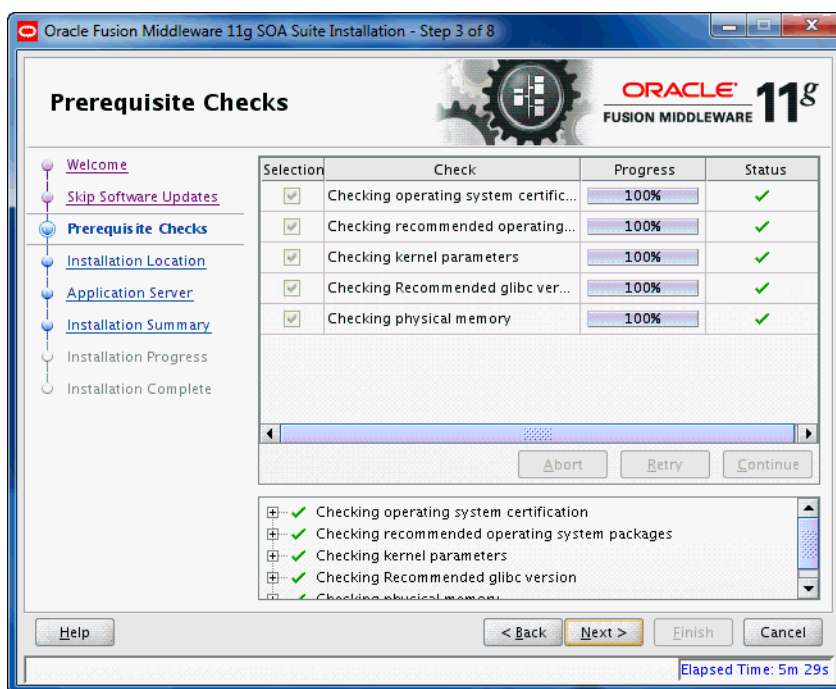 Oracle Fusion Middleware 11g SOA Suite Installation - Step 3 of 8
Prerequisite Checks
ORACLE
FUSION MIDDLEWARE
11g
Welcome
Skip Software Updates
Prerequisite Checks
Installation Location
Application Server
Installation Summary
Installation Progress
Installation Complete
Selection Check Progress Status
Checking operating system certific... 100%
Checking recommended operating... 100%
Checking kernel parameters 100%
Checking Recommended glibc ver... 100%
Checking physical memory 100%
Abort Retry Continue
Checking operating system certification
Checking recommended operating system packages
Checking kernel parameters
Checking Recommended glibc version
Checking physical memory
Help < Back Next > Finish Cancel
Elapsed Time: 5m 29s